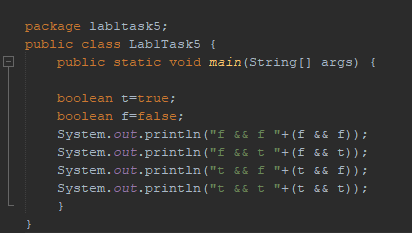 package lab1task5;
public class Lab1Task5 {
public static void main(String[] args) {
boolean t=true;
boolean f=false;
System.out.println("f && f "+(f && f));
System.out.println("f && t "+(f && t));
System.out.println("t && f "+(t && f));
System.out.println("t && t "+(t && t));
}
}